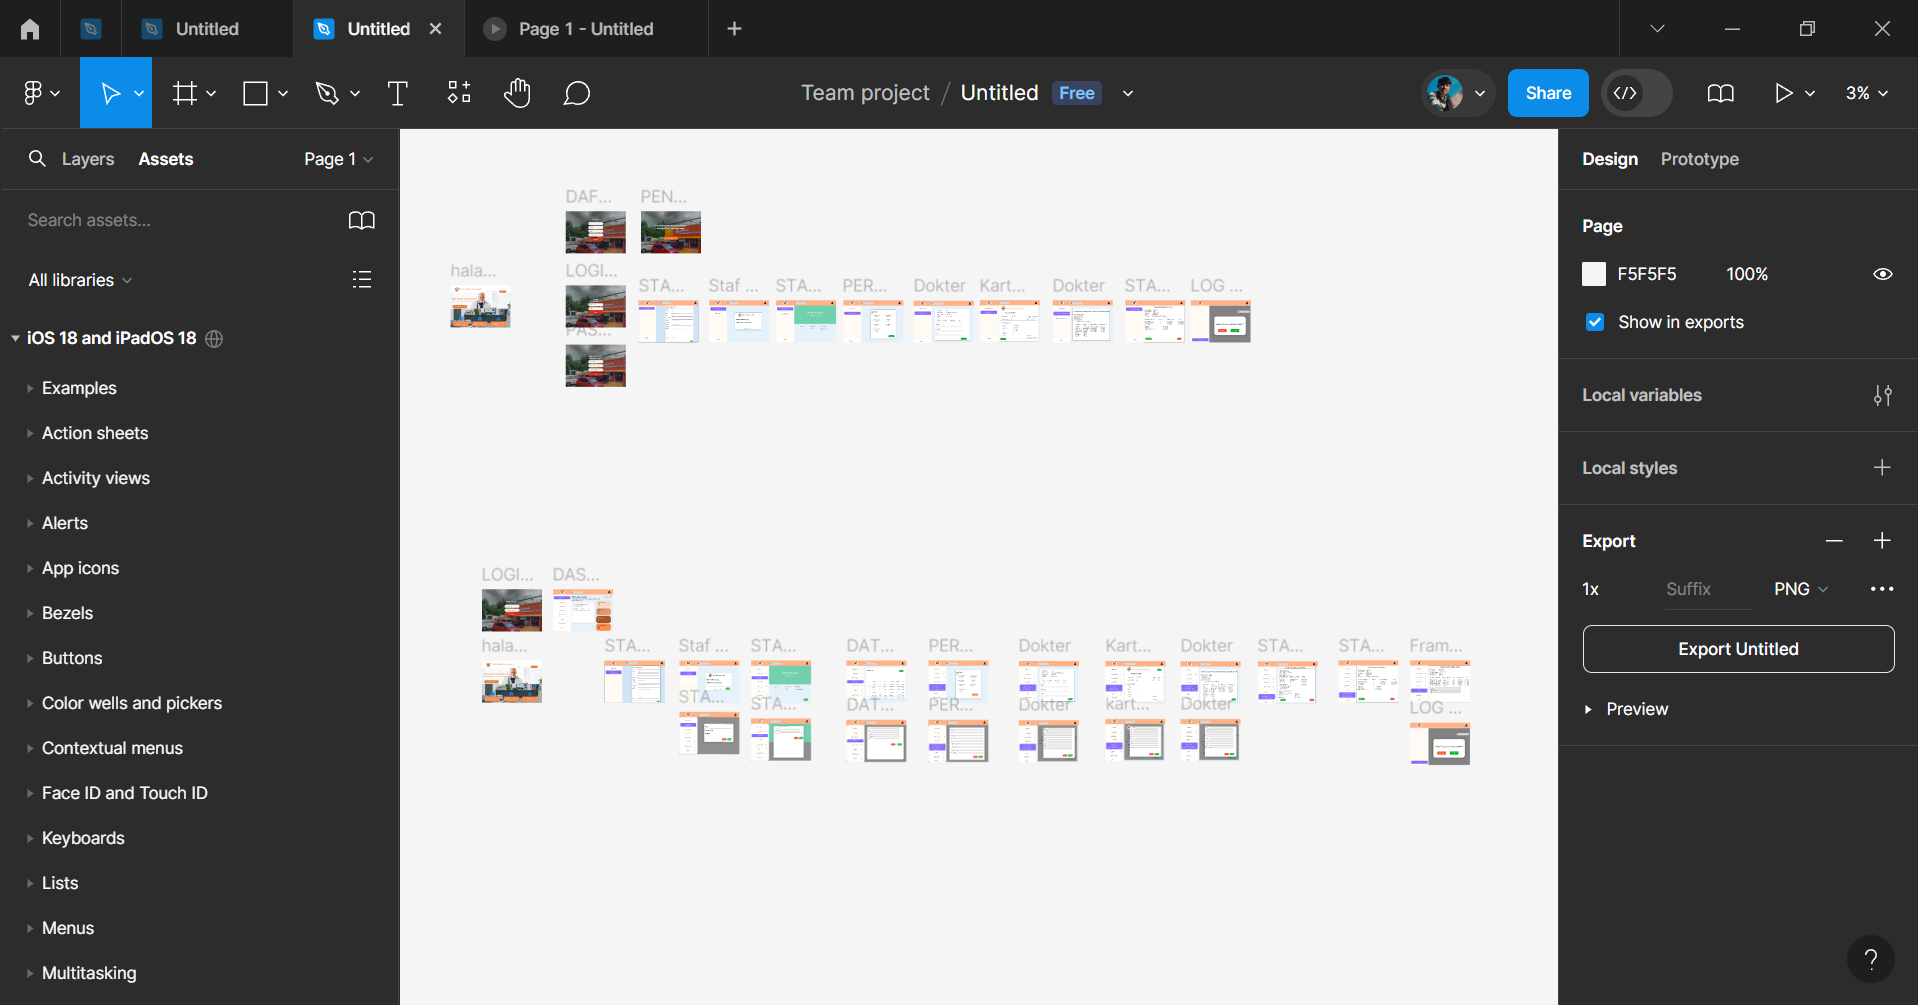 Untitled
Untitled
Page 1 - Untitled
Team project / Untitled Free
Share
3%
Layers
Assets
Page 1
Search assets...
All libraries
iOS 18 and iPadOS 18
Examples
Action sheets
Activity views
Alerts
App icons
Bezels
Buttons
Color wells and pickers
Contextual menus
Face ID and Touch ID
Keyboards
Lists
Menus
Multitasking
DAF...
PEN...
hala...
LOGI...
STA...
Staf ...
STA...
PER...
Dokter
Kart...
Dokter
STA...
LOG ...
PAS...
LOGI...
DAS...
hala...
STA...
Staf ...
STA...
DAT...
PER...
Dokter
Kart...
Dokter
STA...
STA...
Fram...
STA...
STA...
DAT...
PER...
Dokter
kart...
Dokter
LOG ...
Design
Prototype
Page
F5F5F5
100%
Show in exports
Local variables
Local styles
Export
1x
Suffix
PNG
Export Untitled
Preview
?